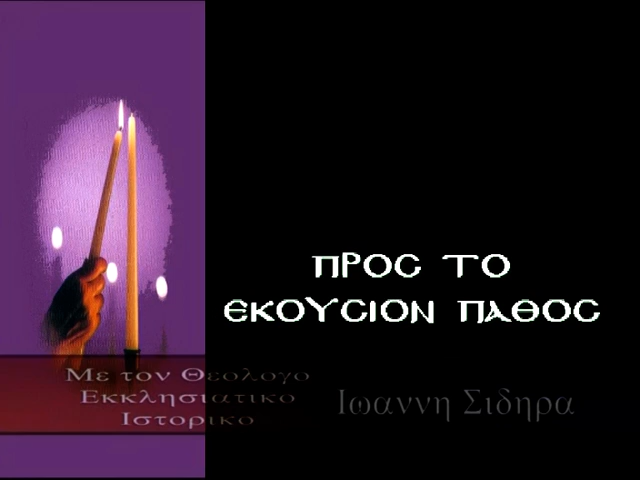 ΠΡΟΣ ΤΟ
ΕΚΟΥΣΙΟΝ ΠΑΘΟΣ
Με τον Θεολογο
Εκκλησιατικο
Ιστορικο
Ιωαννη Σιδηρα